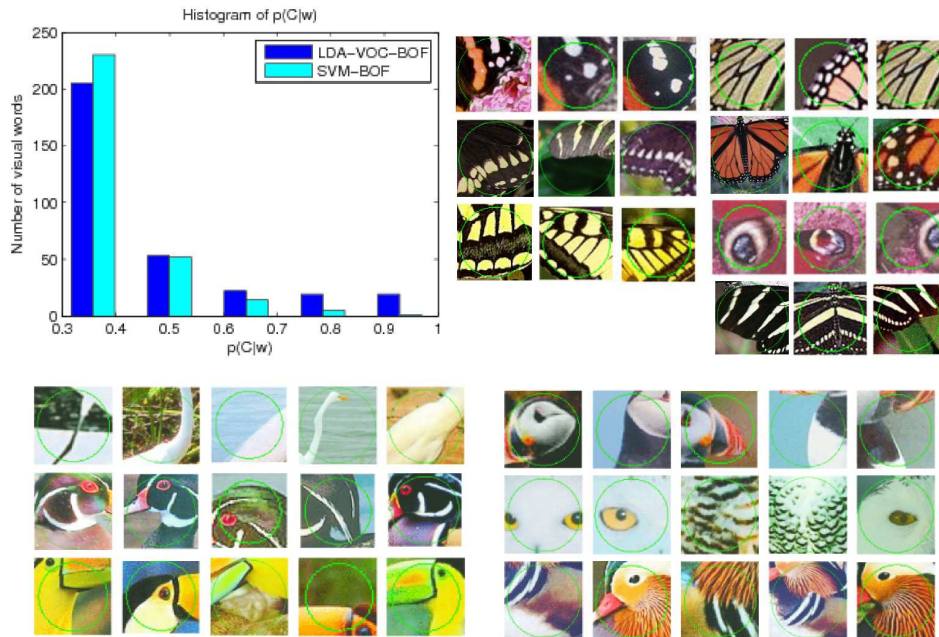 Histogram of p(C|w)
250
200
150
100
50
0
LDA-VOC-BOF
SVM-BOF
Number of visual words
0.3 0.4 0.5 0.6 0.7 0.8 0.9 1
p(C|w)